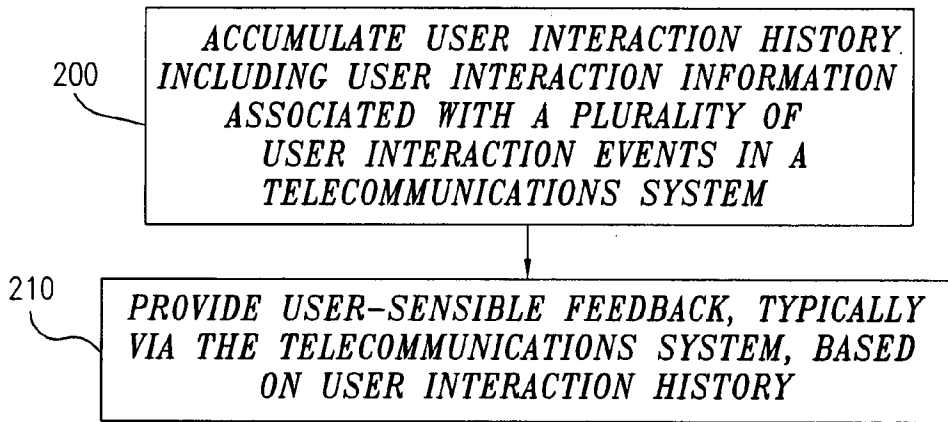 200
ACCUMULATE USER INTERACTION HISTORY
INCLUDING USER INTERACTION INFORMATION
ASSOCIATED WITH A PLURALITY OF
USER INTERACTION EVENTS IN A
TELECOMMUNICATIONS SYSTEM
210
PROVIDE USER-SENSIBLE FEEDBACK, TYPICALLY
VIA THE TELECOMMUNICATIONS SYSTEM, BASED
ON USER INTERACTION HISTORY